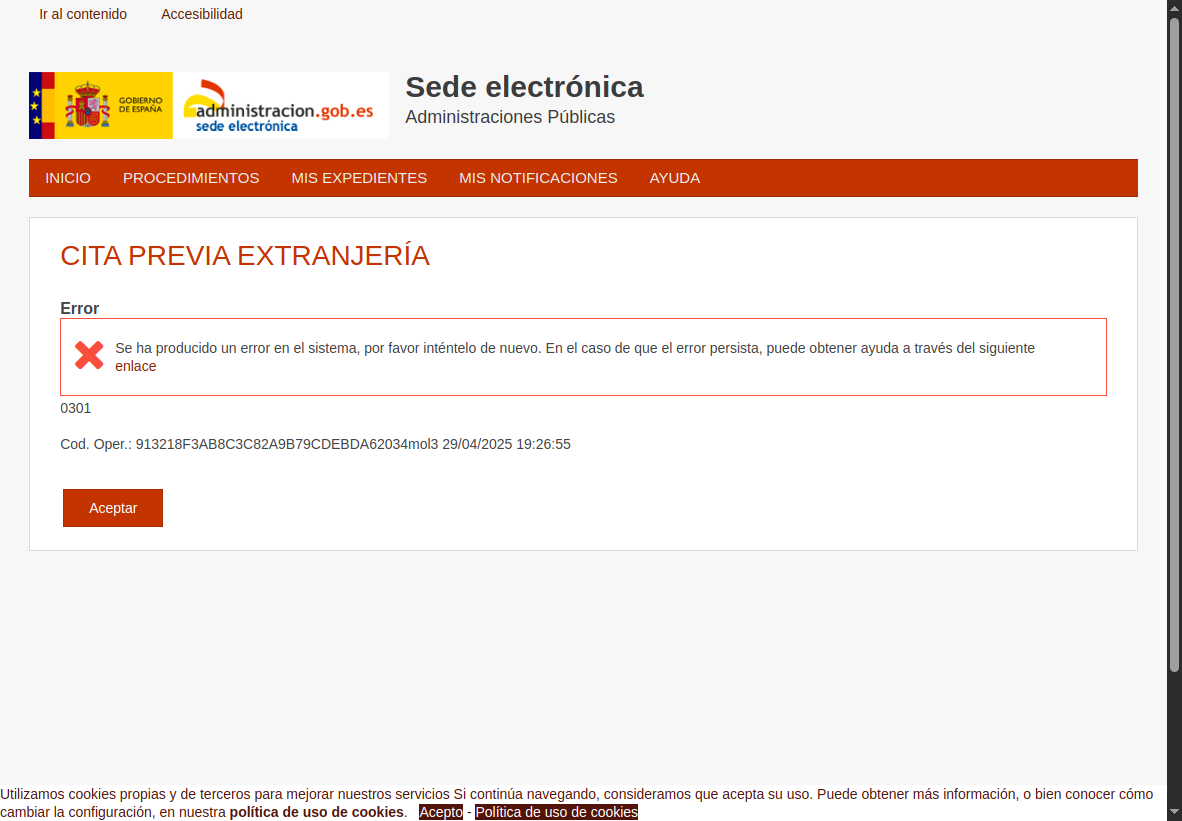 Ir al contenido Accesibilidad
GOBIERNO
DE ESPAÑA
administracion.gob.es
sede electrónica
Sede electrónica
Administraciones Públicas
INICIO PROCEDIMIENTOS MIS EXPEDIENTES MIS NOTIFICACIONES AYUDA
CITA PREVIA EXTRANJERÍA
Error
Se ha producido un error en el sistema, por favor inténtelo de nuevo. En el caso de que el error persista, puede obtener ayuda a través del siguiente
enlace
0301
Cod. Oper.: 913218F3AB8C3C82A9B79CDEBDA62034mol3 29/04/2025 19:26:55
Aceptar
Utilizamos cookies propias y de terceros para mejorar nuestros servicios Si continúa navegando, consideramos que acepta su uso. Puede obtener más información, o bien conocer cómo
cambiar la configuración, en nuestra política de uso de cookies. Acepto - Política de uso de cookies